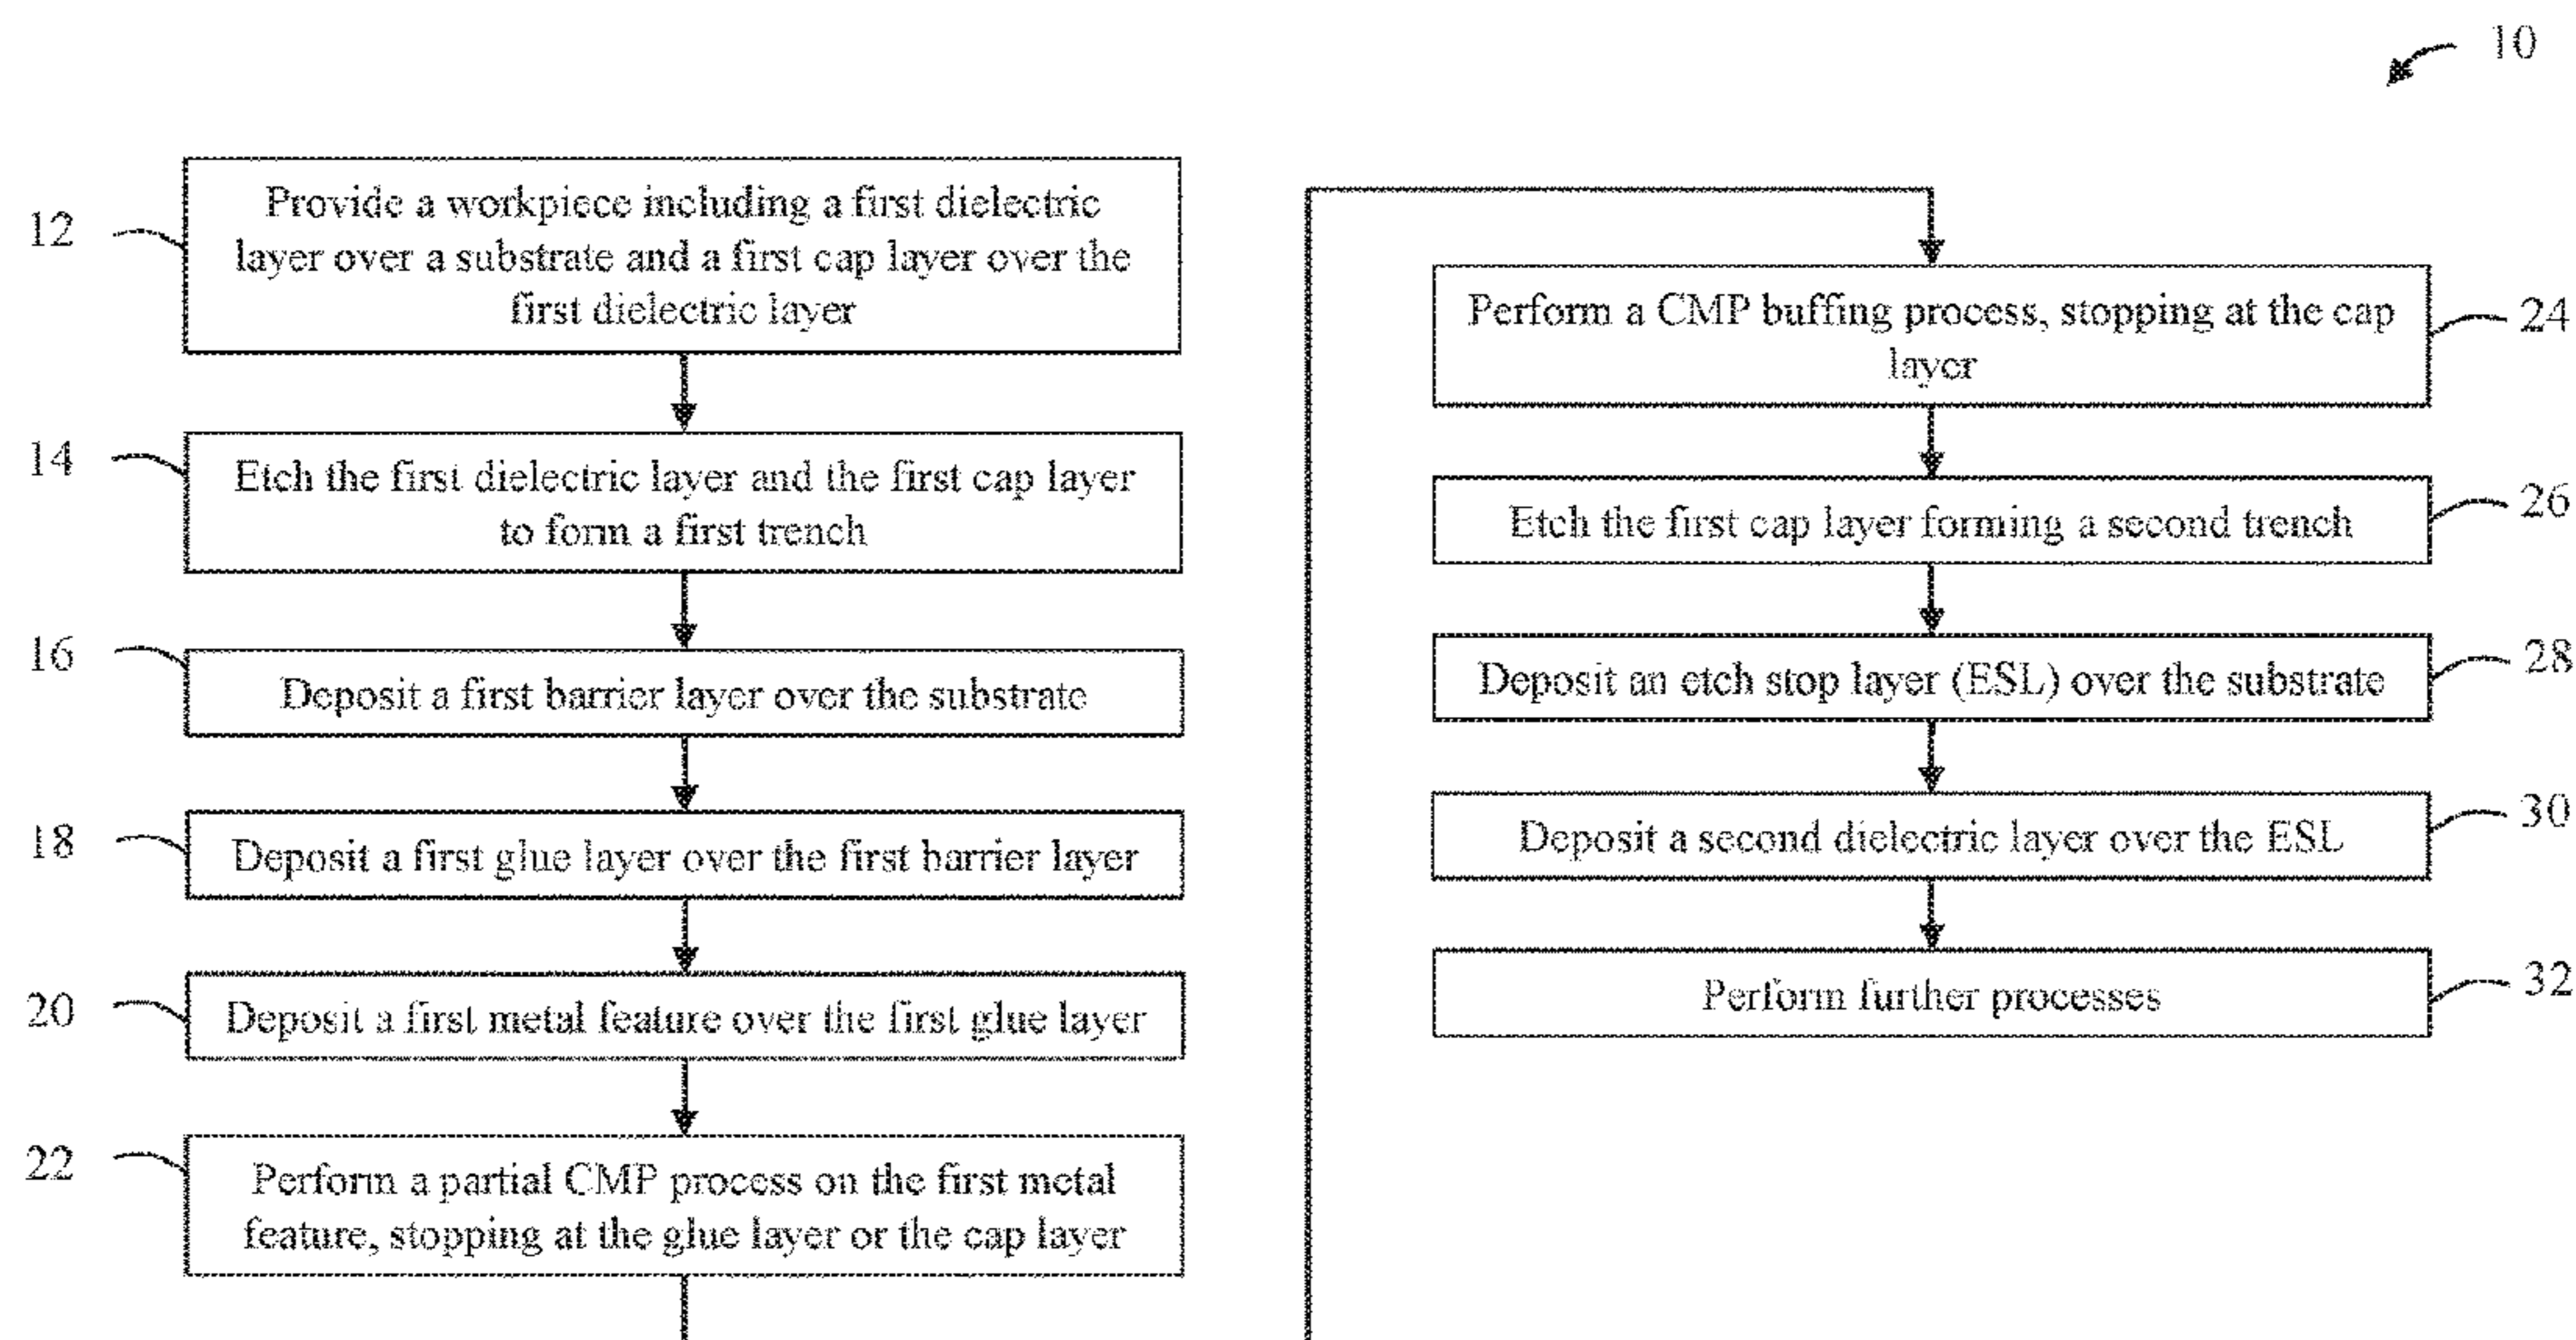 10
12
Provide a workpiece including a first dielectric
layer over a substrate and a first cap layer over the
first dielectric layer
14
Etch the first dielectric layer and the first cap layer
to form a first trench
16
Deposit a first barrier layer over the substrate
18
Deposit a first glue layer over the first barrier layer
20
Deposit a first metal feature over the first glue layer
22
Perform a partial CMP process on the first metal
feature, stopping at the glue layer or the cap layer
Perform a CMP buffing process, stopping at the cap
layer
24
Etch the first cap layer forming a second trench
26
Deposit an etch stop layer (ESL) over the substrate
28
Deposit a second dielectric layer over the ESL
30
Perform further processes
32